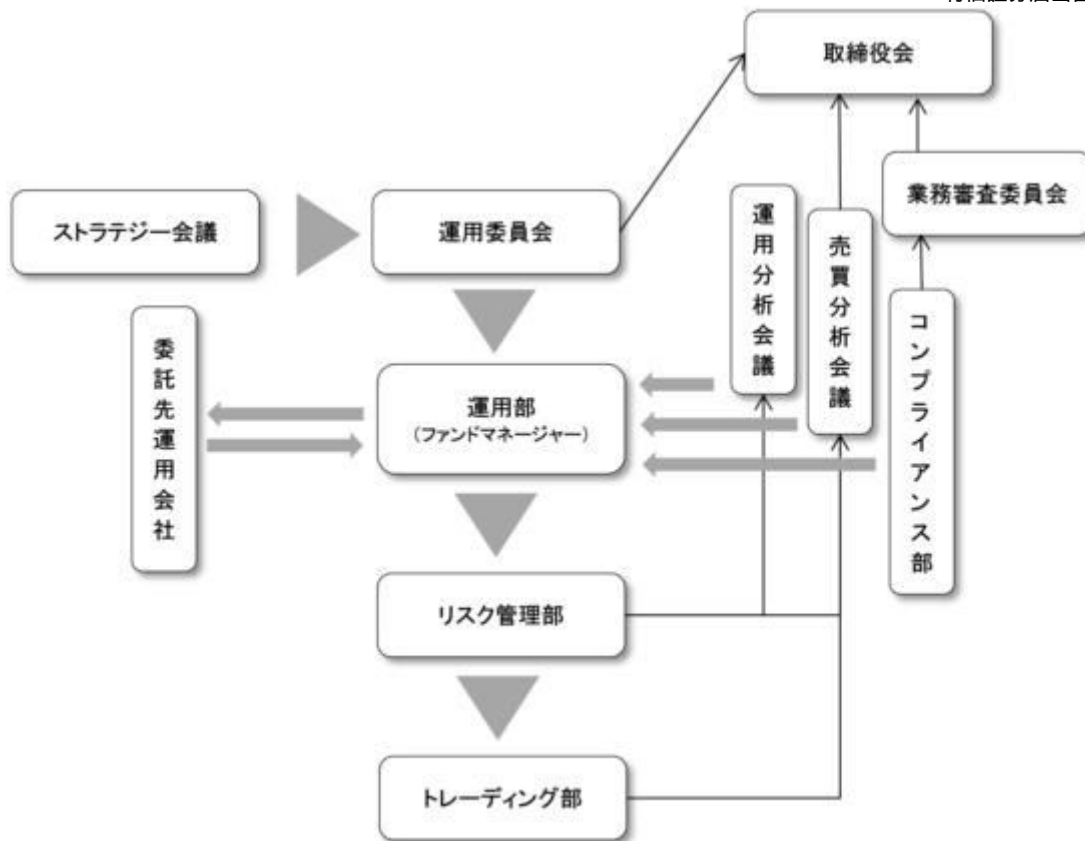 取締役会
業務審査委員会
ストラテジー会議
運用委員会
運用分析会議
売買分析会議
コンプライアンス部
委託先運用会社
運用部
（ファンドマネージャー）
リスク管理部
トレーディング部